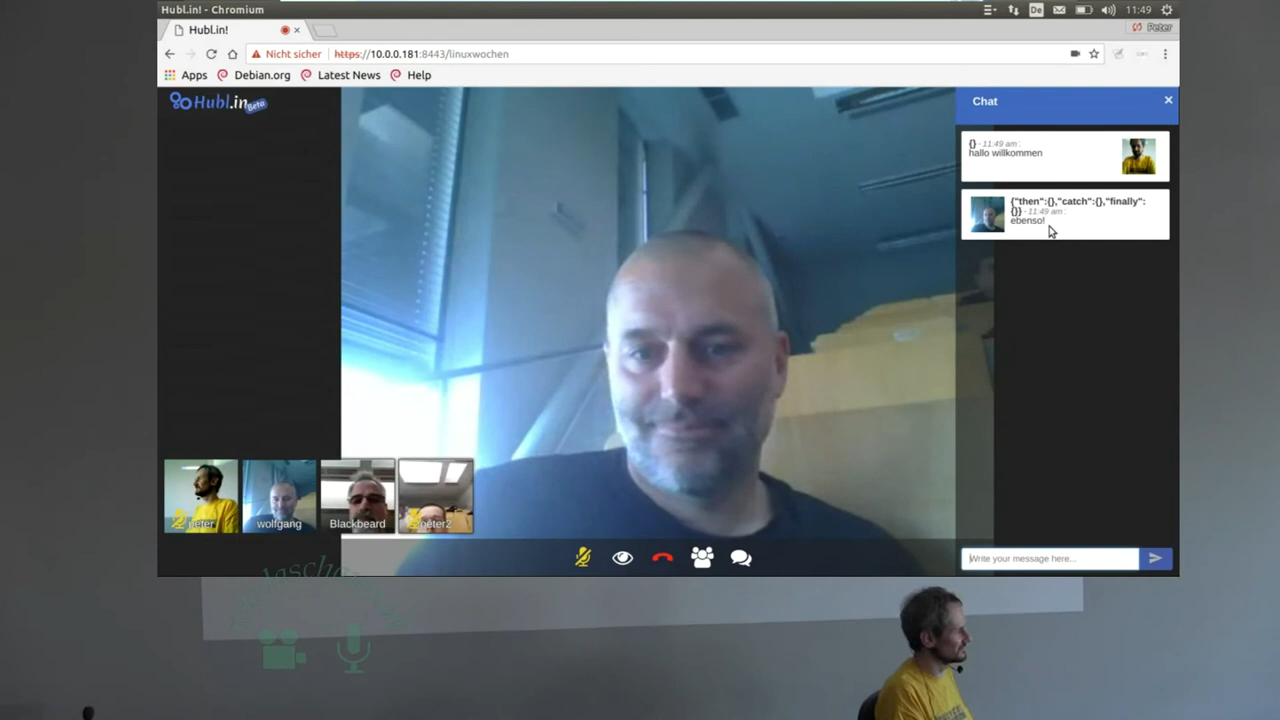 Hubl.in! - Chromium
De
11:49
Hubl.in!
Peter
Nicht sicher
https://10.0.0.181:8443/linuxwochen
Apps
Debian.org
Latest News
Help
Hubl.in
Beta
Chat
{} - 11:49 am :
hallo willkommen
{"then":{},"catch":{},"finally":
{}} - 11:49 am :
ebenso!
peter
wolfgang
Blackbeard
peter2
Write your message here...